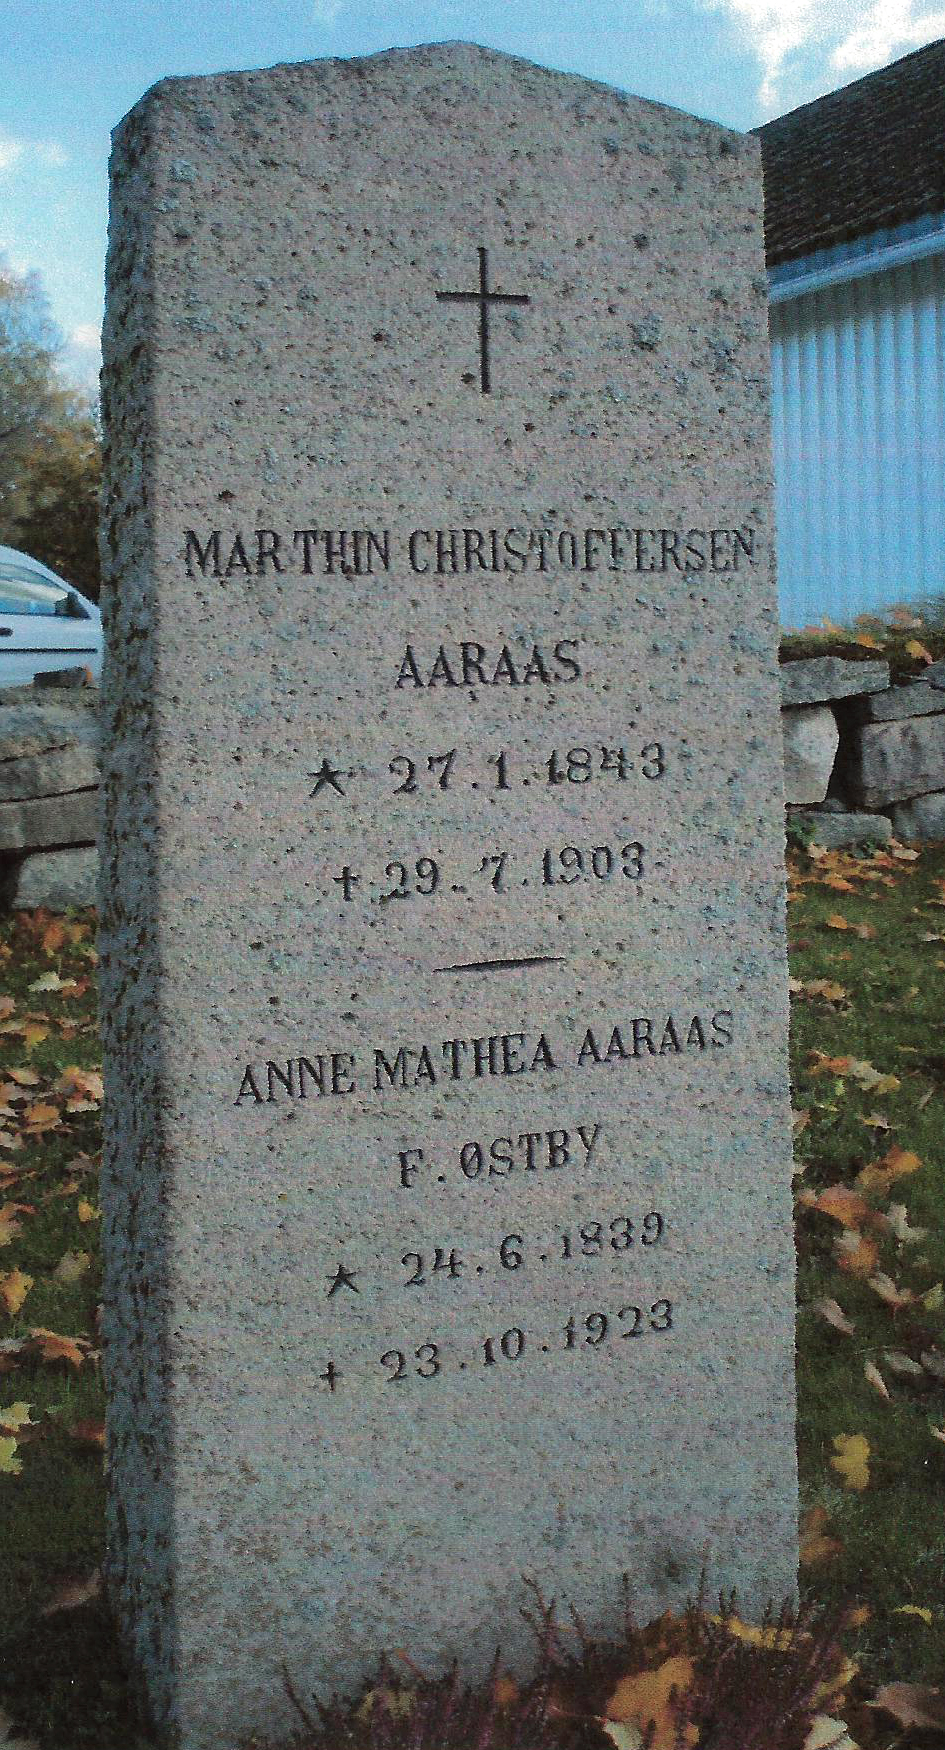 MARTHIN CHRISTOFFERSEN
AARAAS
★ 27.1.1843
† 29.7.1903
ANNE MATHEA AARAAS
F. ØSTBY
★ 24.6.1839
† 23.10.1923